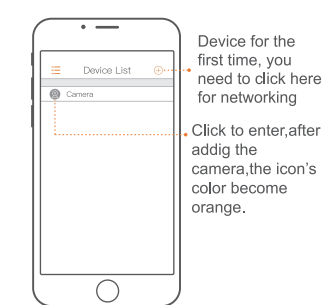 Device List
Camera
Device for the
first time, you
need to click here
for networking
Click to enter,after
addig the
camera,the icon's
color become
orange.